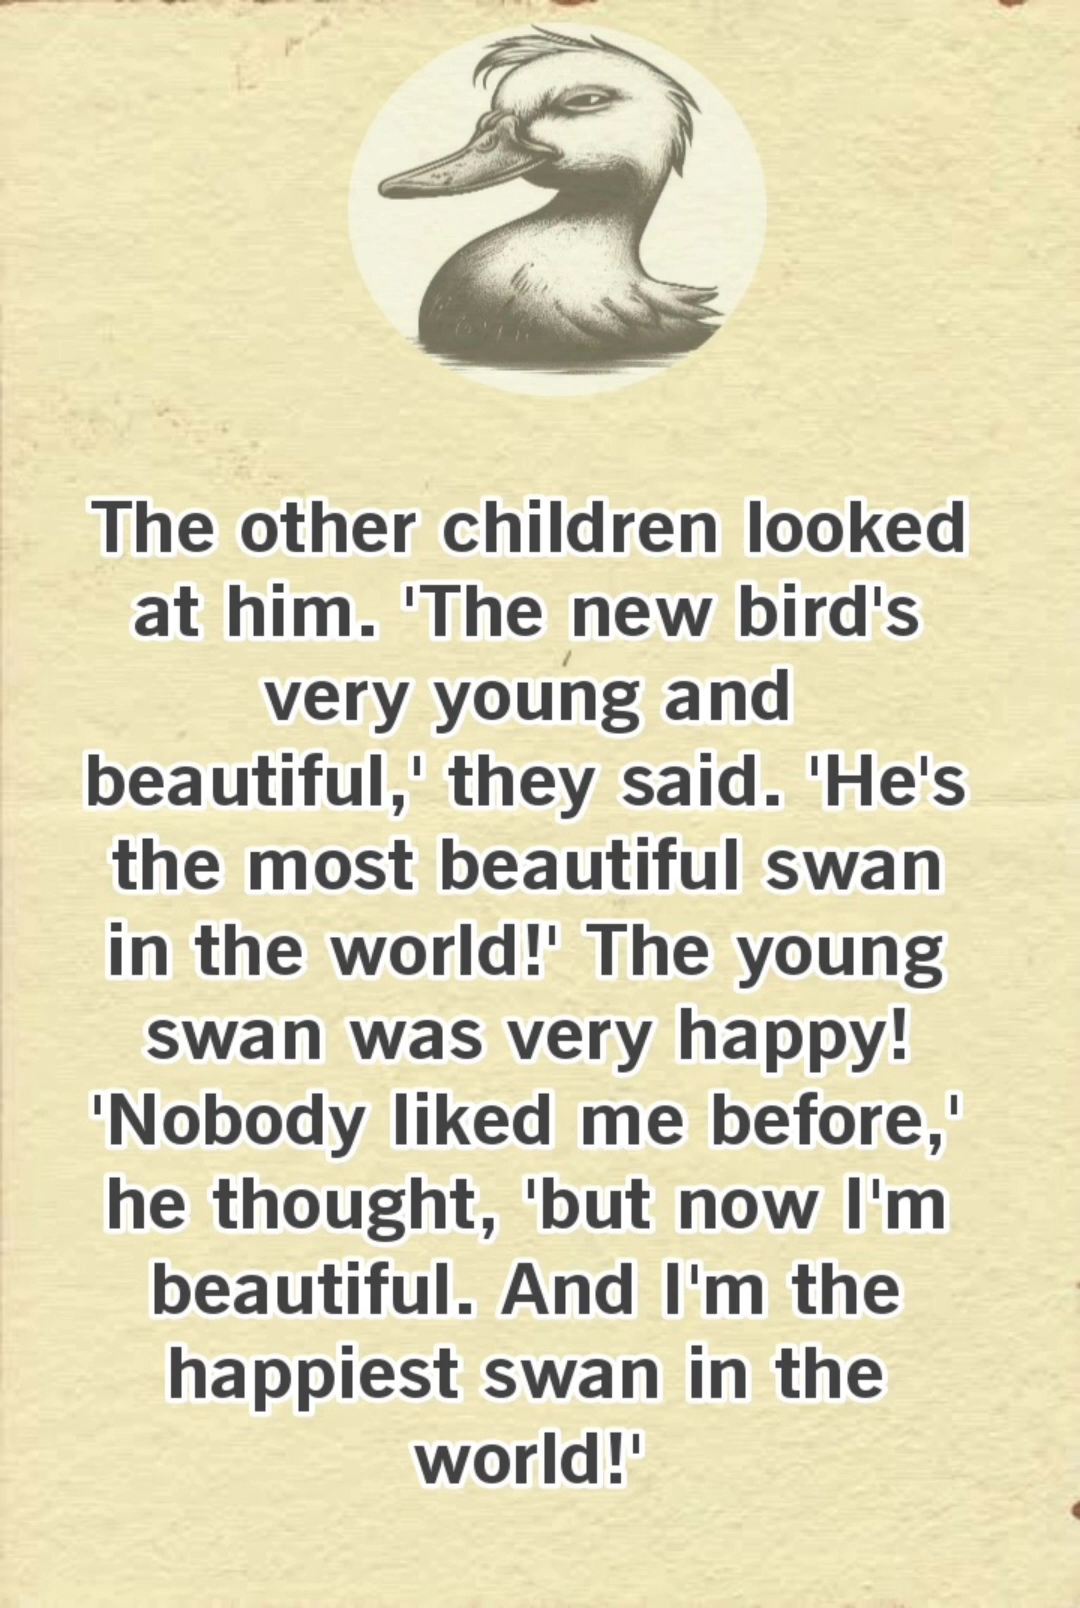 The other children looked
at him. 'The new bird's
very young and
beautiful,' they said. 'He's
the most beautiful swan
in the world!' The young
swan was very happy!
'Nobody liked me before,'
he thought, 'but now I'm
beautiful. And I'm the
happiest swan in the
world!'